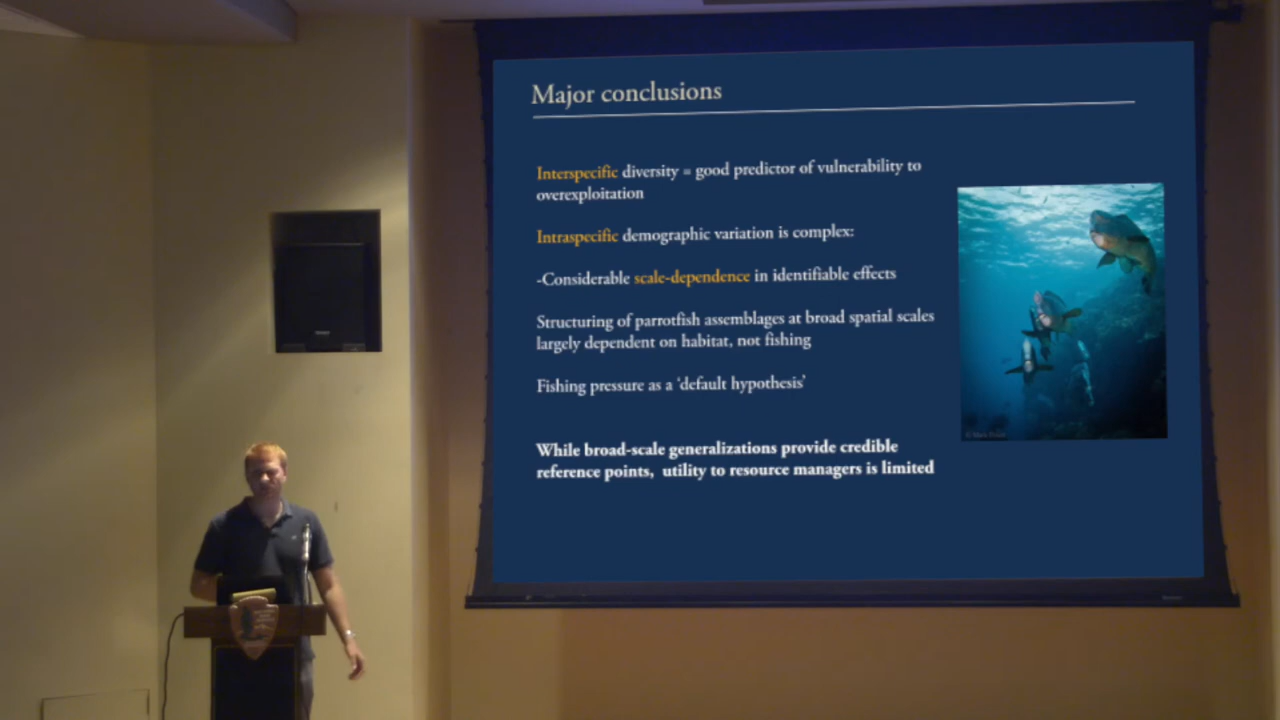 Major conclusions
Interspecific diversity = good predictor of vulnerability to
overexploitation
Intraspecific demographic variation is complex:
-Considerable scale-dependence in identifiable effects
Structuring of parrotfish assemblages at broad spatial scales
largely dependent on habitat, not fishing
Fishing pressure as a ‘default hypothesis’
While broad-scale generalizations provide credible
reference points, utility to resource managers is limited